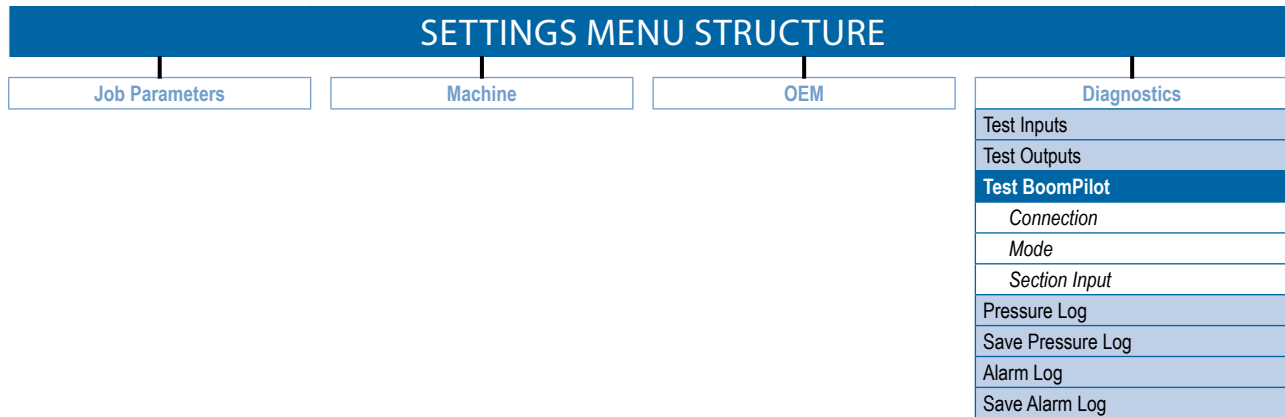 SETTINGS MENU STRUCTURE
Job Parameters
Machine
OEM
Diagnostics
Test Inputs
Test Outputs
Test BoomPilot
Connection
Mode
Section Input
Pressure Log
Save Pressure Log
Alarm Log
Save Alarm Log